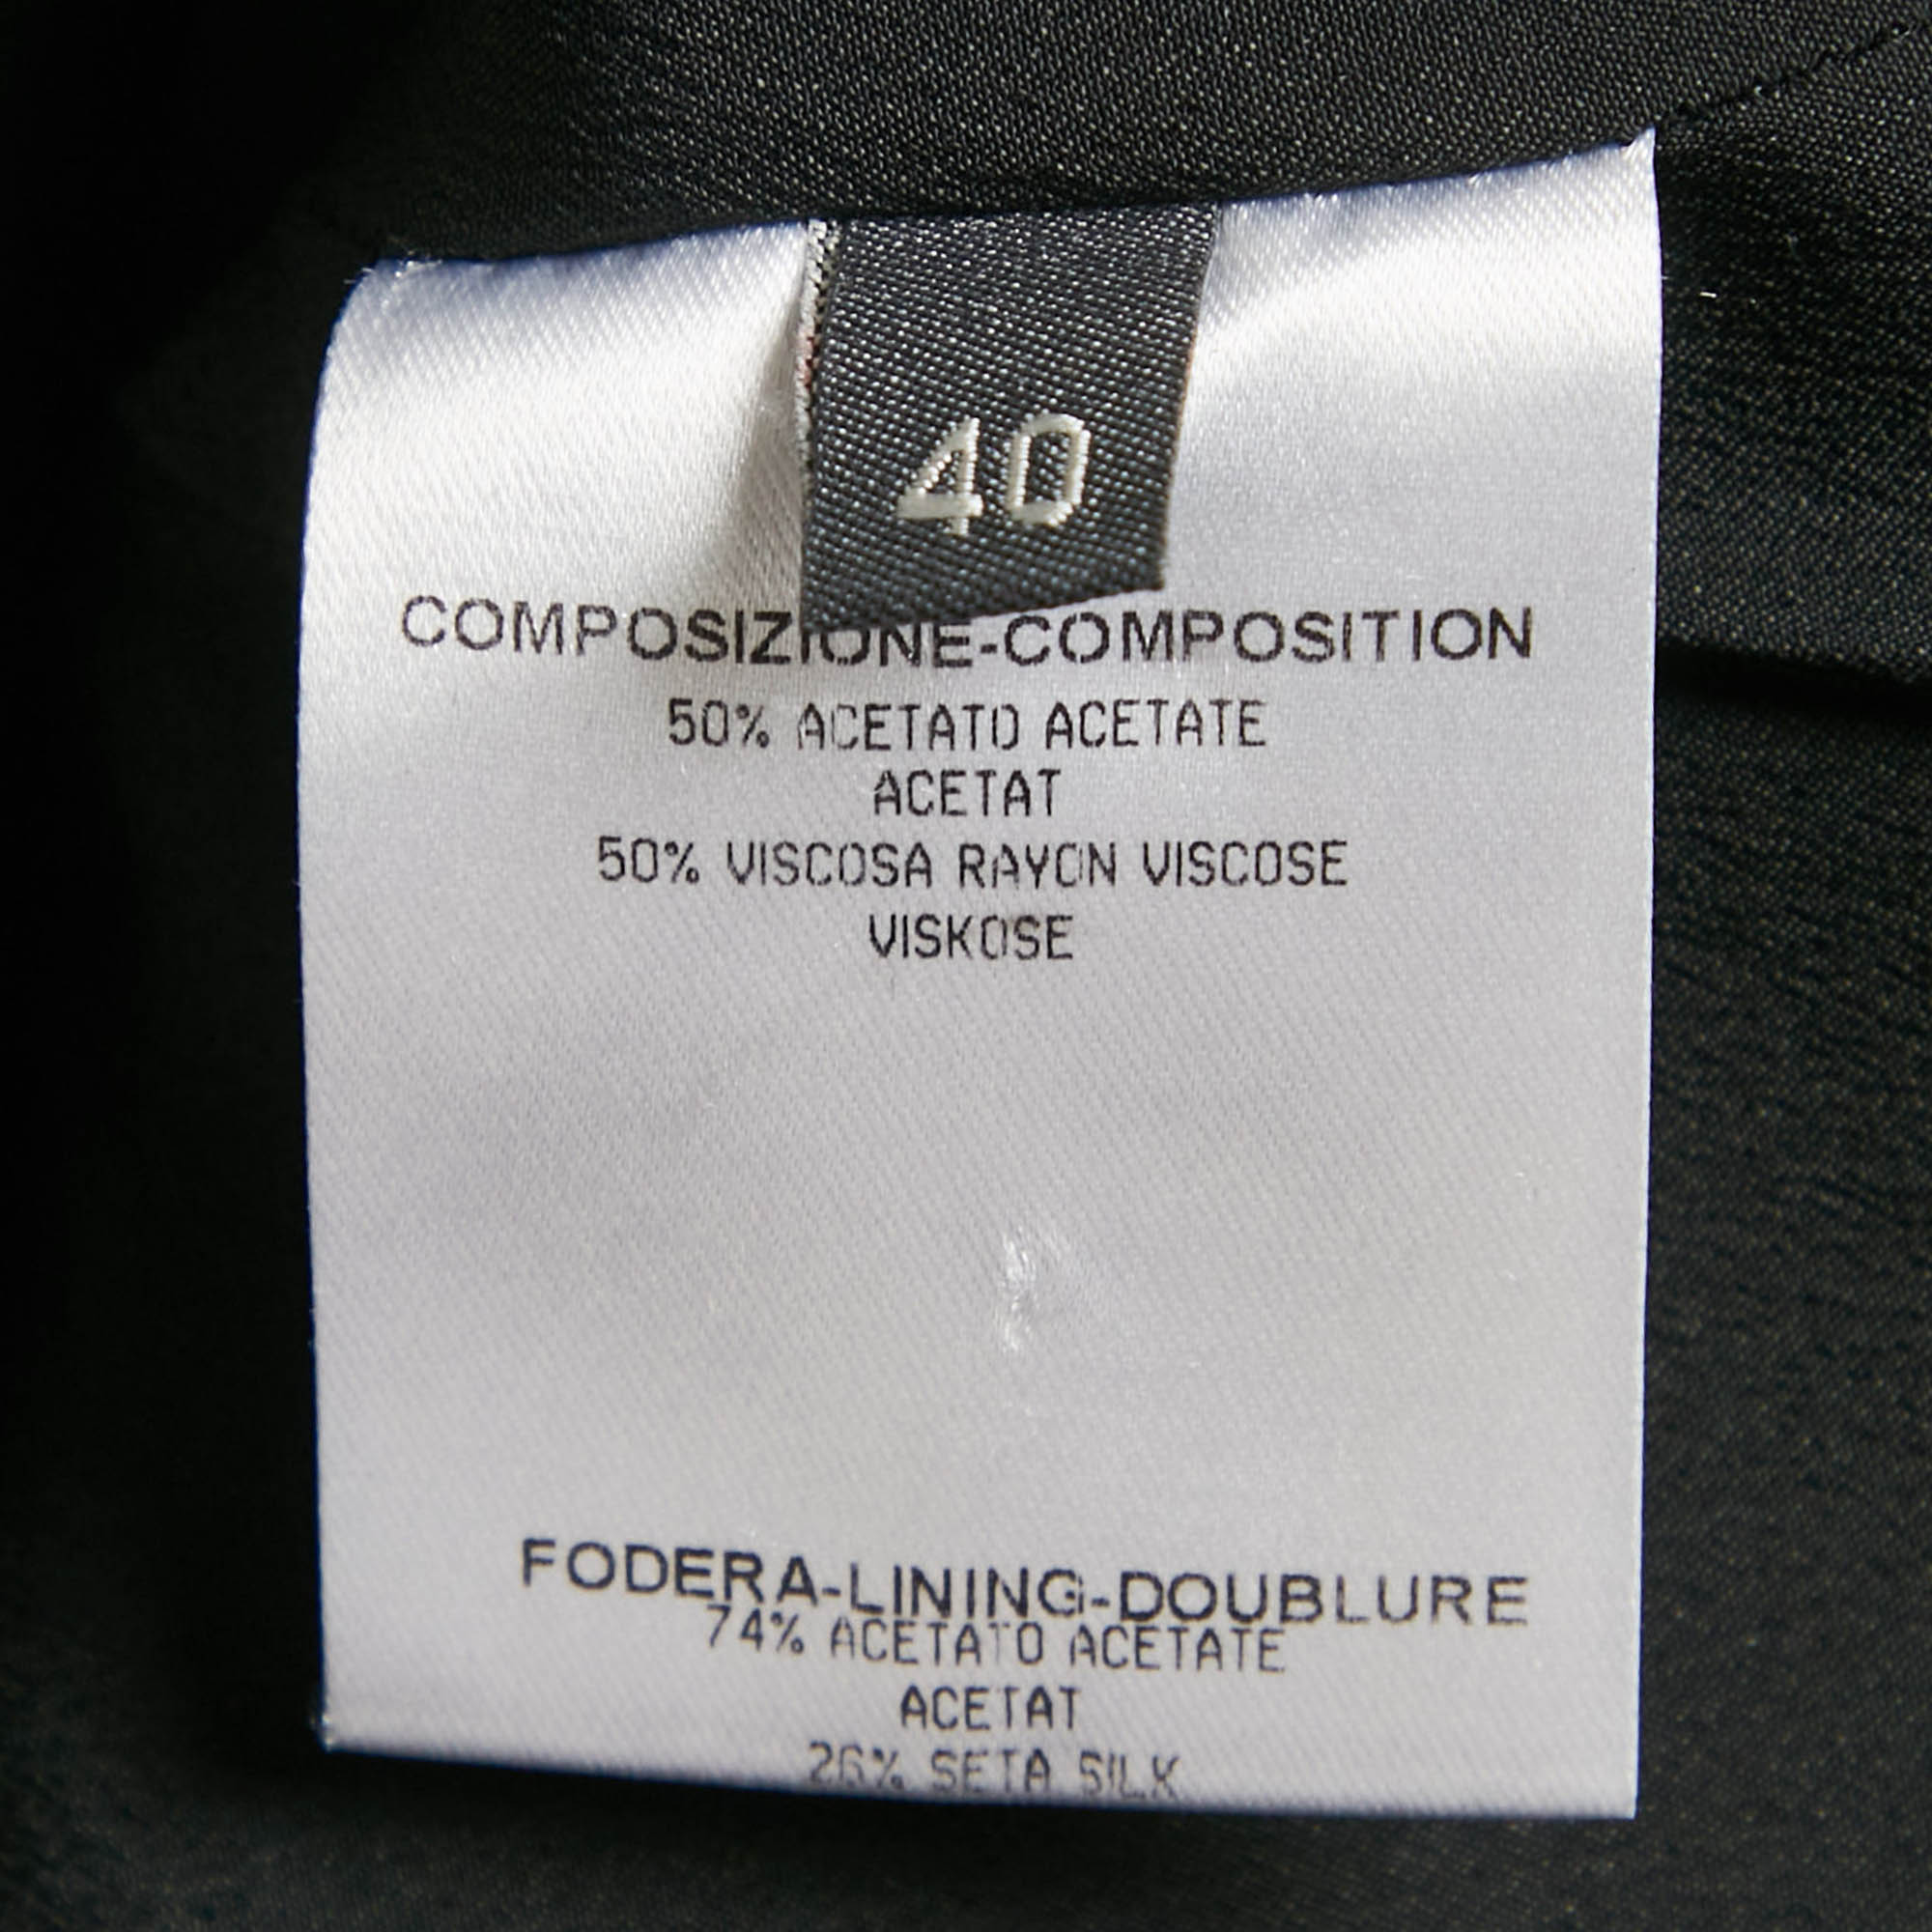 40
COMPOSIZIONE-COMPOSITION
50% ACETATO ACETATE
ACETAT
50% VISCOSA RAYON VISCOSE
VISKOSE
FODERA-LINING-DOUBLURE
74% ACETATO ACETATE
ACETAT
26% SETA SILK